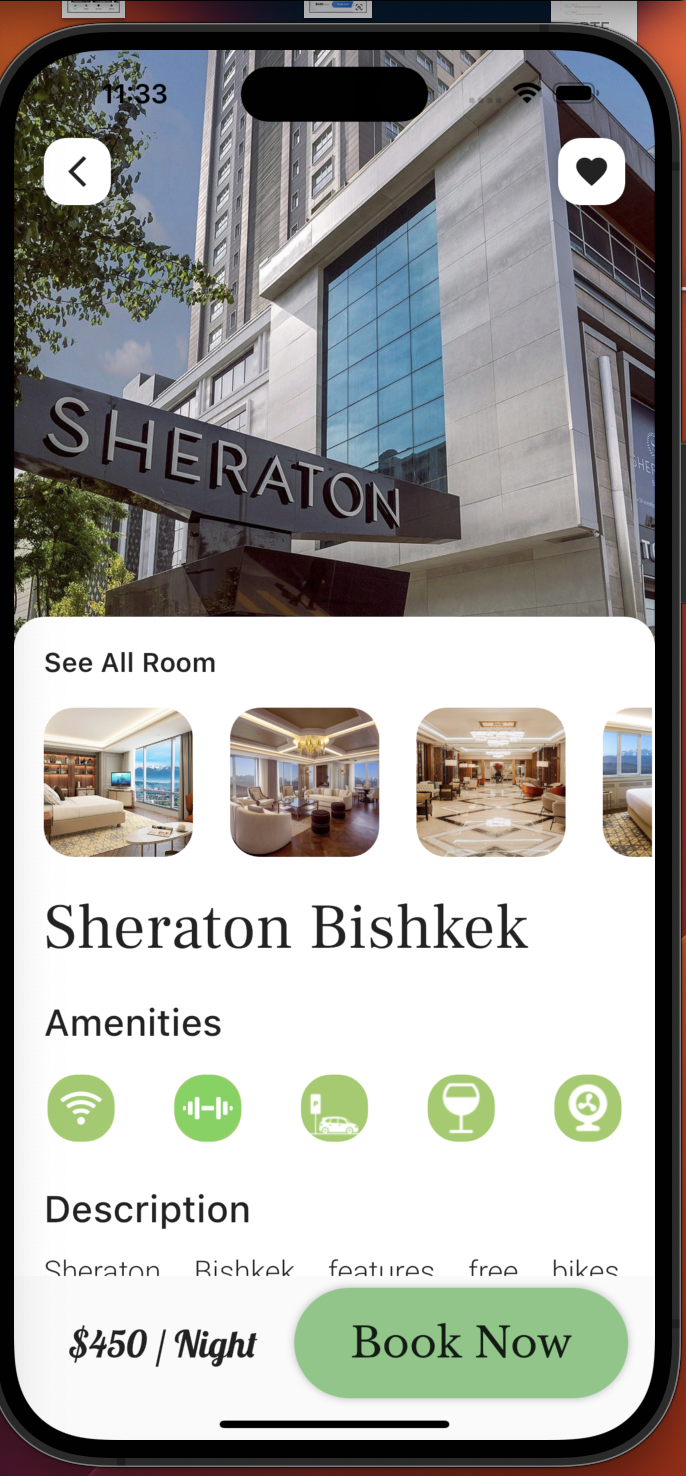 11:33
SHERATON
See All Room
Sheraton Bishkek
Amenities
P
Description
Sheraton Bishkek features free bikes
$450 / Night
Book Now